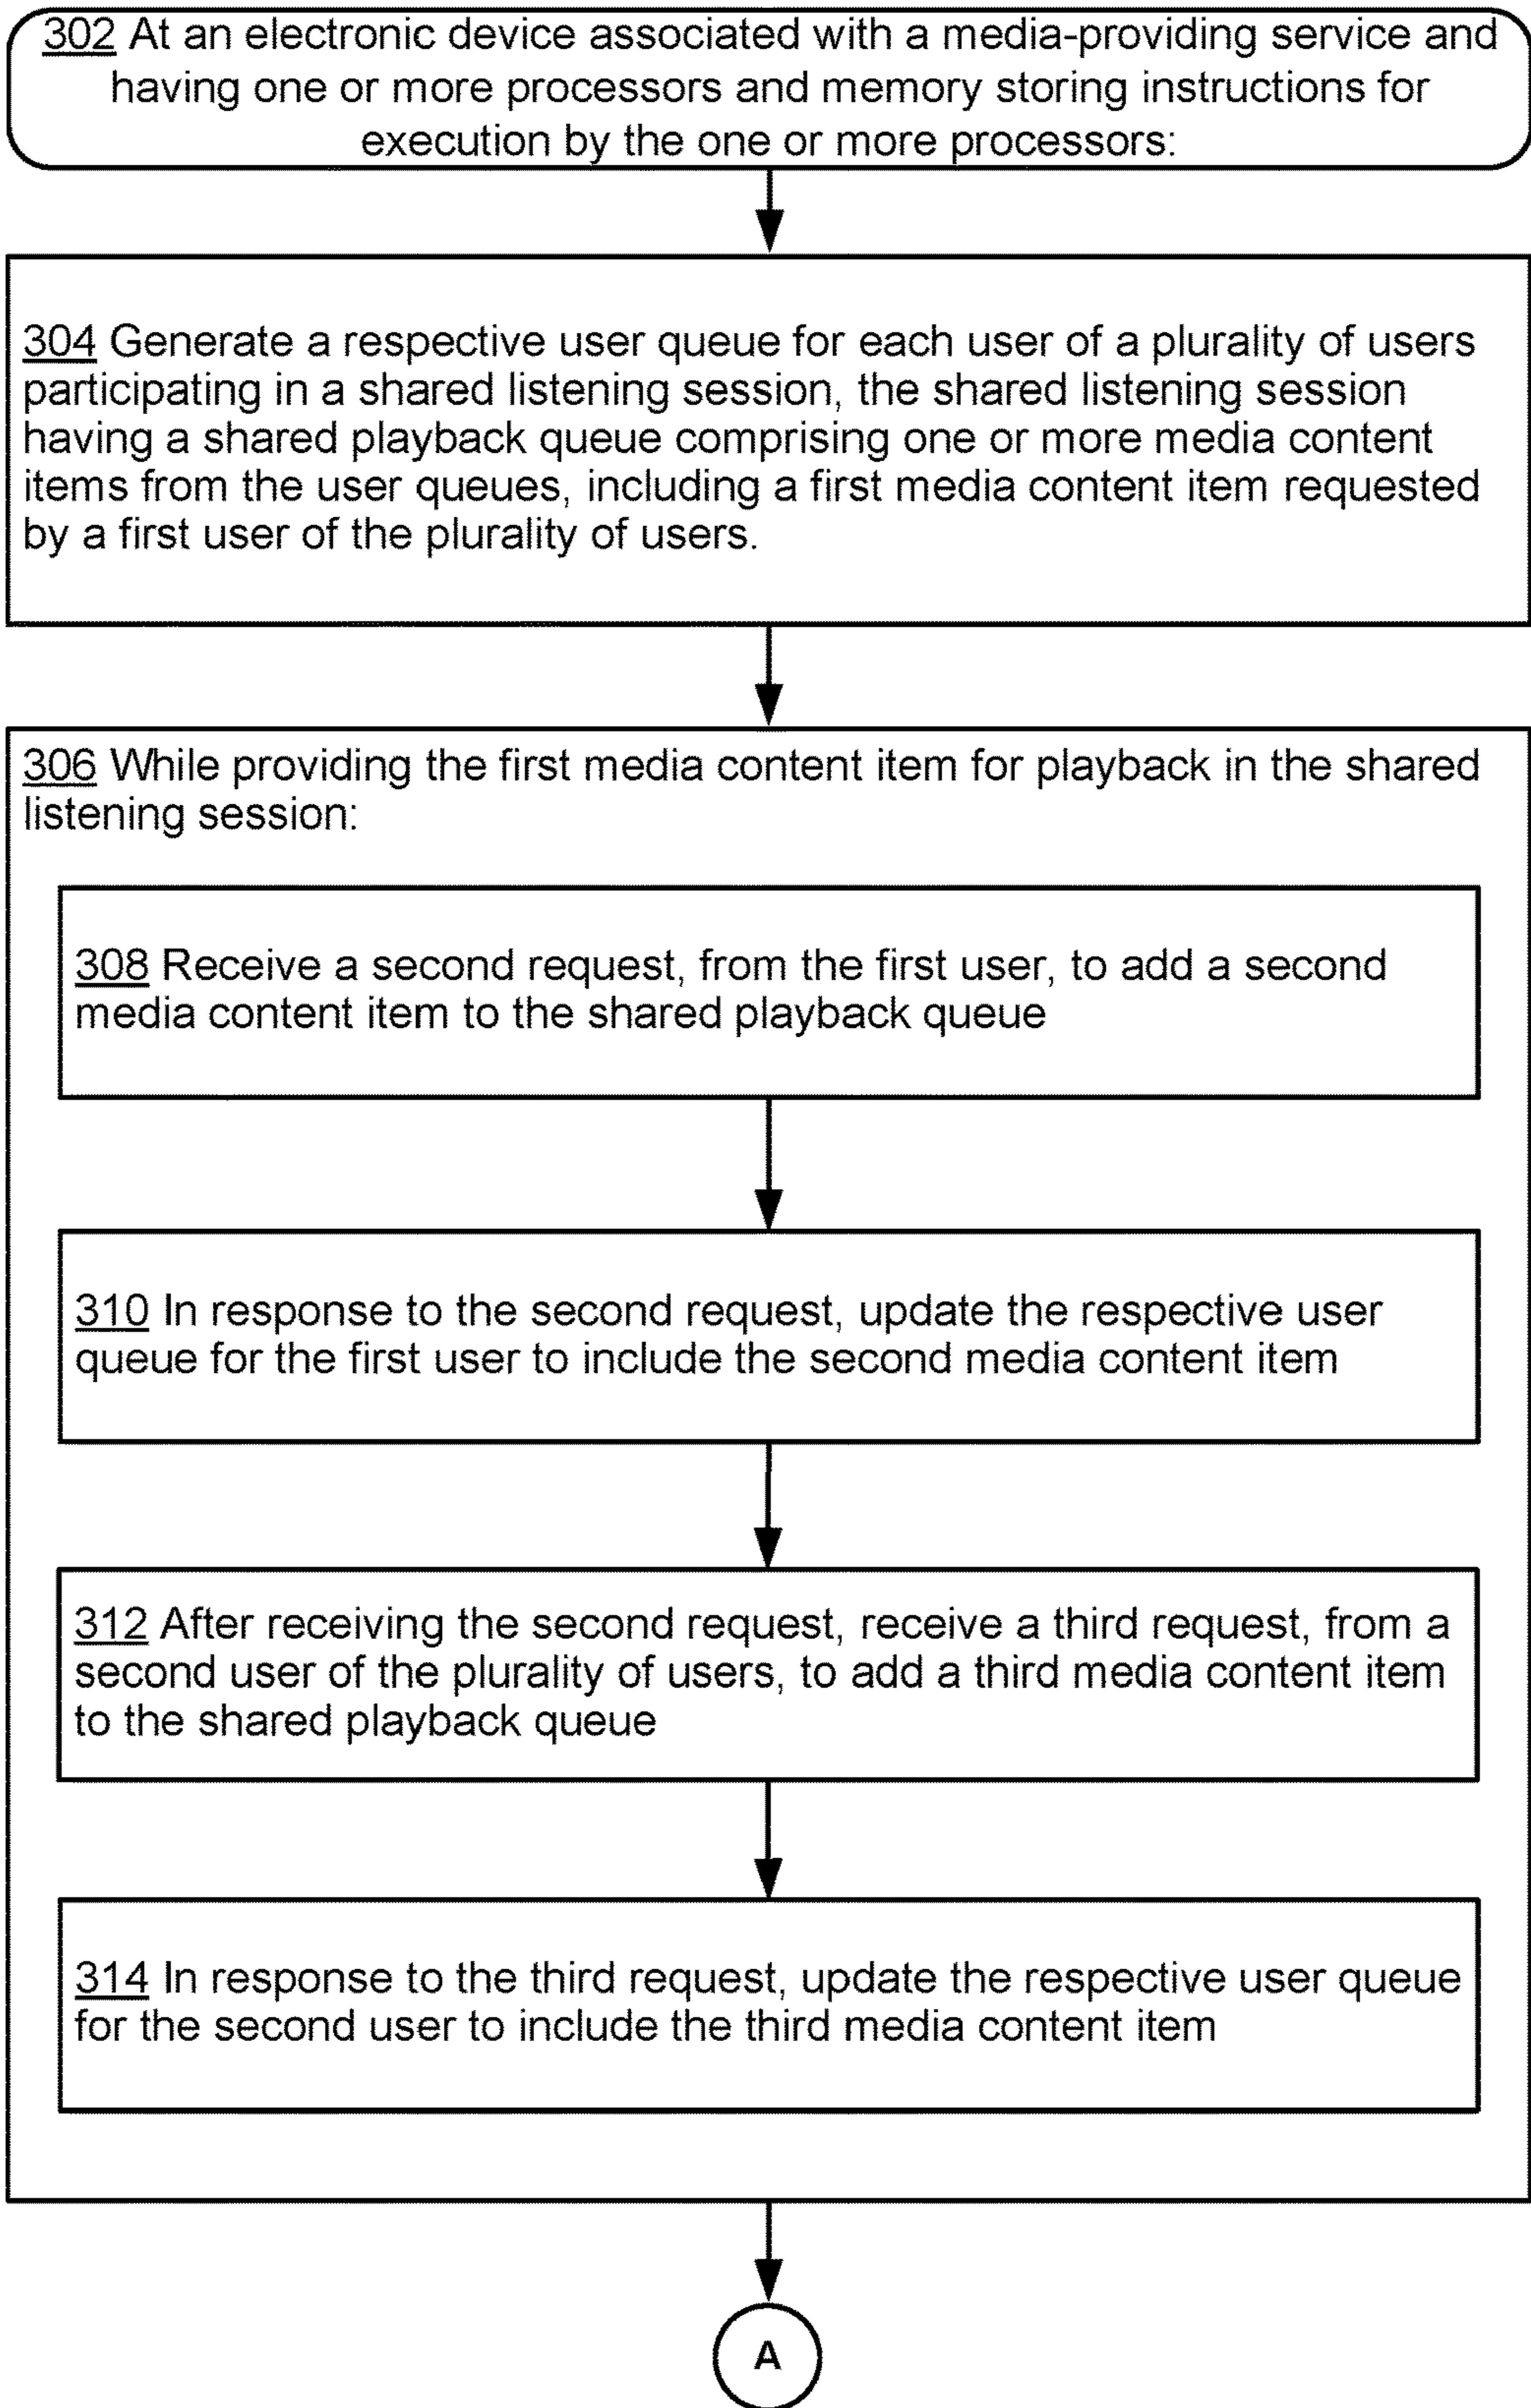 302 At an electronic device associated with a media-providing service and
having one or more processors and memory storing instructions for
execution by the one or more processors:
304 Generate a respective user queue for each user of a plurality of users
participating in a shared listening session, the shared listening session
having a shared playback queue comprising one or more media content
items from the user queues, including a first media content item requested
by a first user of the plurality of users.
306 While providing the first media content item for playback in the shared
listening session:
308 Receive a second request, from the first user, to add a second
media content item to the shared playback queue
310 In response to the second request, update the respective user
queue for the first user to include the second media content item
312 After receiving the second request, receive a third request, from a
second user of the plurality of users, to add a third media content item
to the shared playback queue
314 In response to the third request, update the respective user queue
for the second user to include the third media content item
A